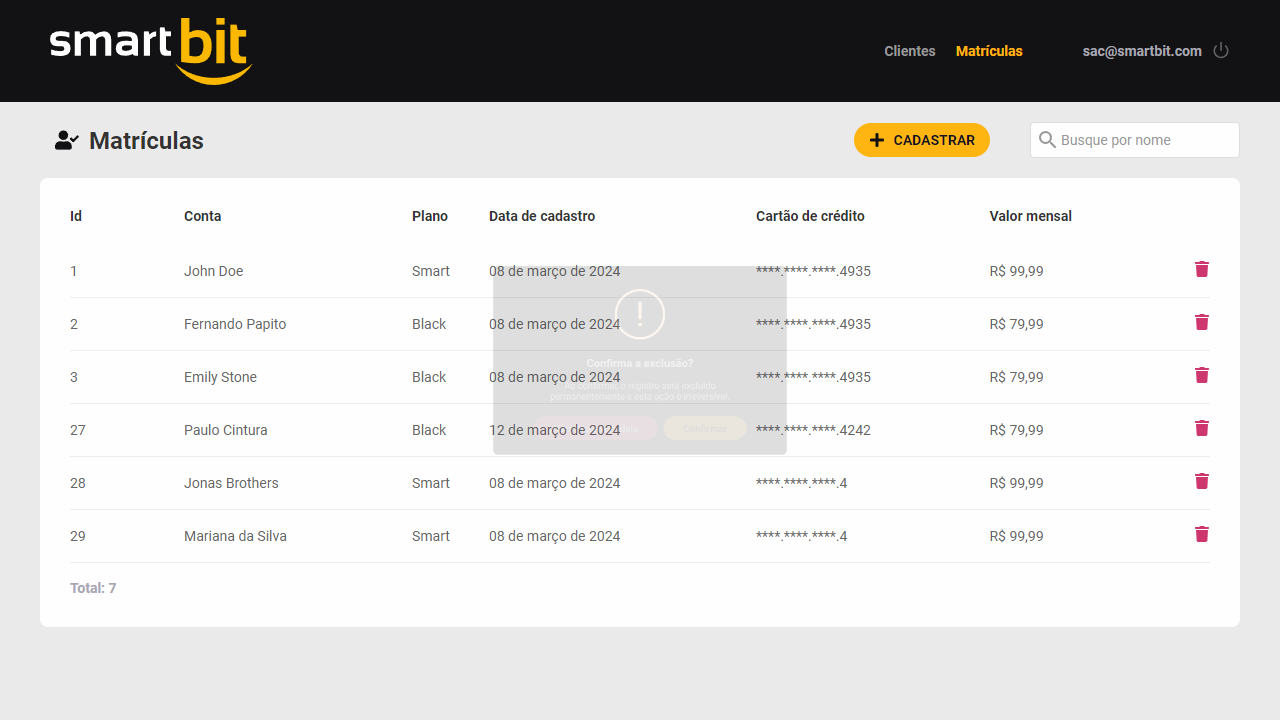 smartbit
Clientes Matrículas sac@smartbit.com
Matrículas CADASTRAR Busque por nome
Id Conta Plano Data de cadastro Cartão de crédito Valor mensal
1 John Doe Smart 08 de março de 2024 ****.****.****.4935 R$ 99,99
2 Fernando Papito Black 08 de março de 2024 ****.****.****.4935 R$ 79,99
Confirma a exclusão?
3 Emily Stone Black 08 de março de 2024 ****.****.****.4935 R$ 79,99
Ao confirmar, o registro será excluído
permanentemente e esta ação é irreversível.
27 Paulo Cintura Black 12 de março de 2024 ****.****.****.4242 R$ 79,99
Confirmar
28 Jonas Brothers Smart 08 de março de 2024 ****.****.****.4 R$ 99,99
29 Mariana da Silva Smart 08 de março de 2024 ****.****.****.4 R$ 99,99
Total: 7